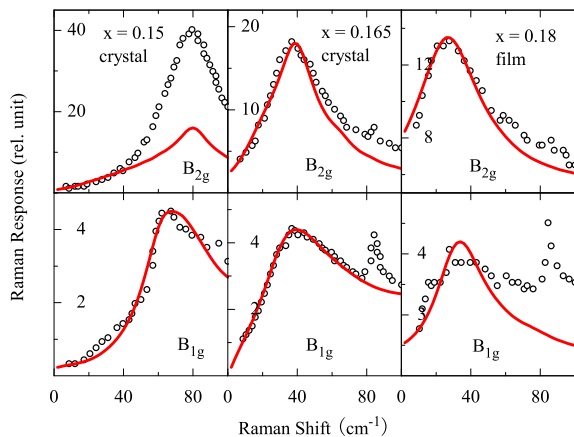 40
20
Raman Response (rel. unit)
x = 0.15
crystal
B2g
20
10
x = 0.165
crystal
B2g
12
8
x = 0.18
film
B2g
4
2
B1g
4
2
B1g
4
B1g
0 40 80 0 40 80 0 40 80
Raman Shift (cm-1)